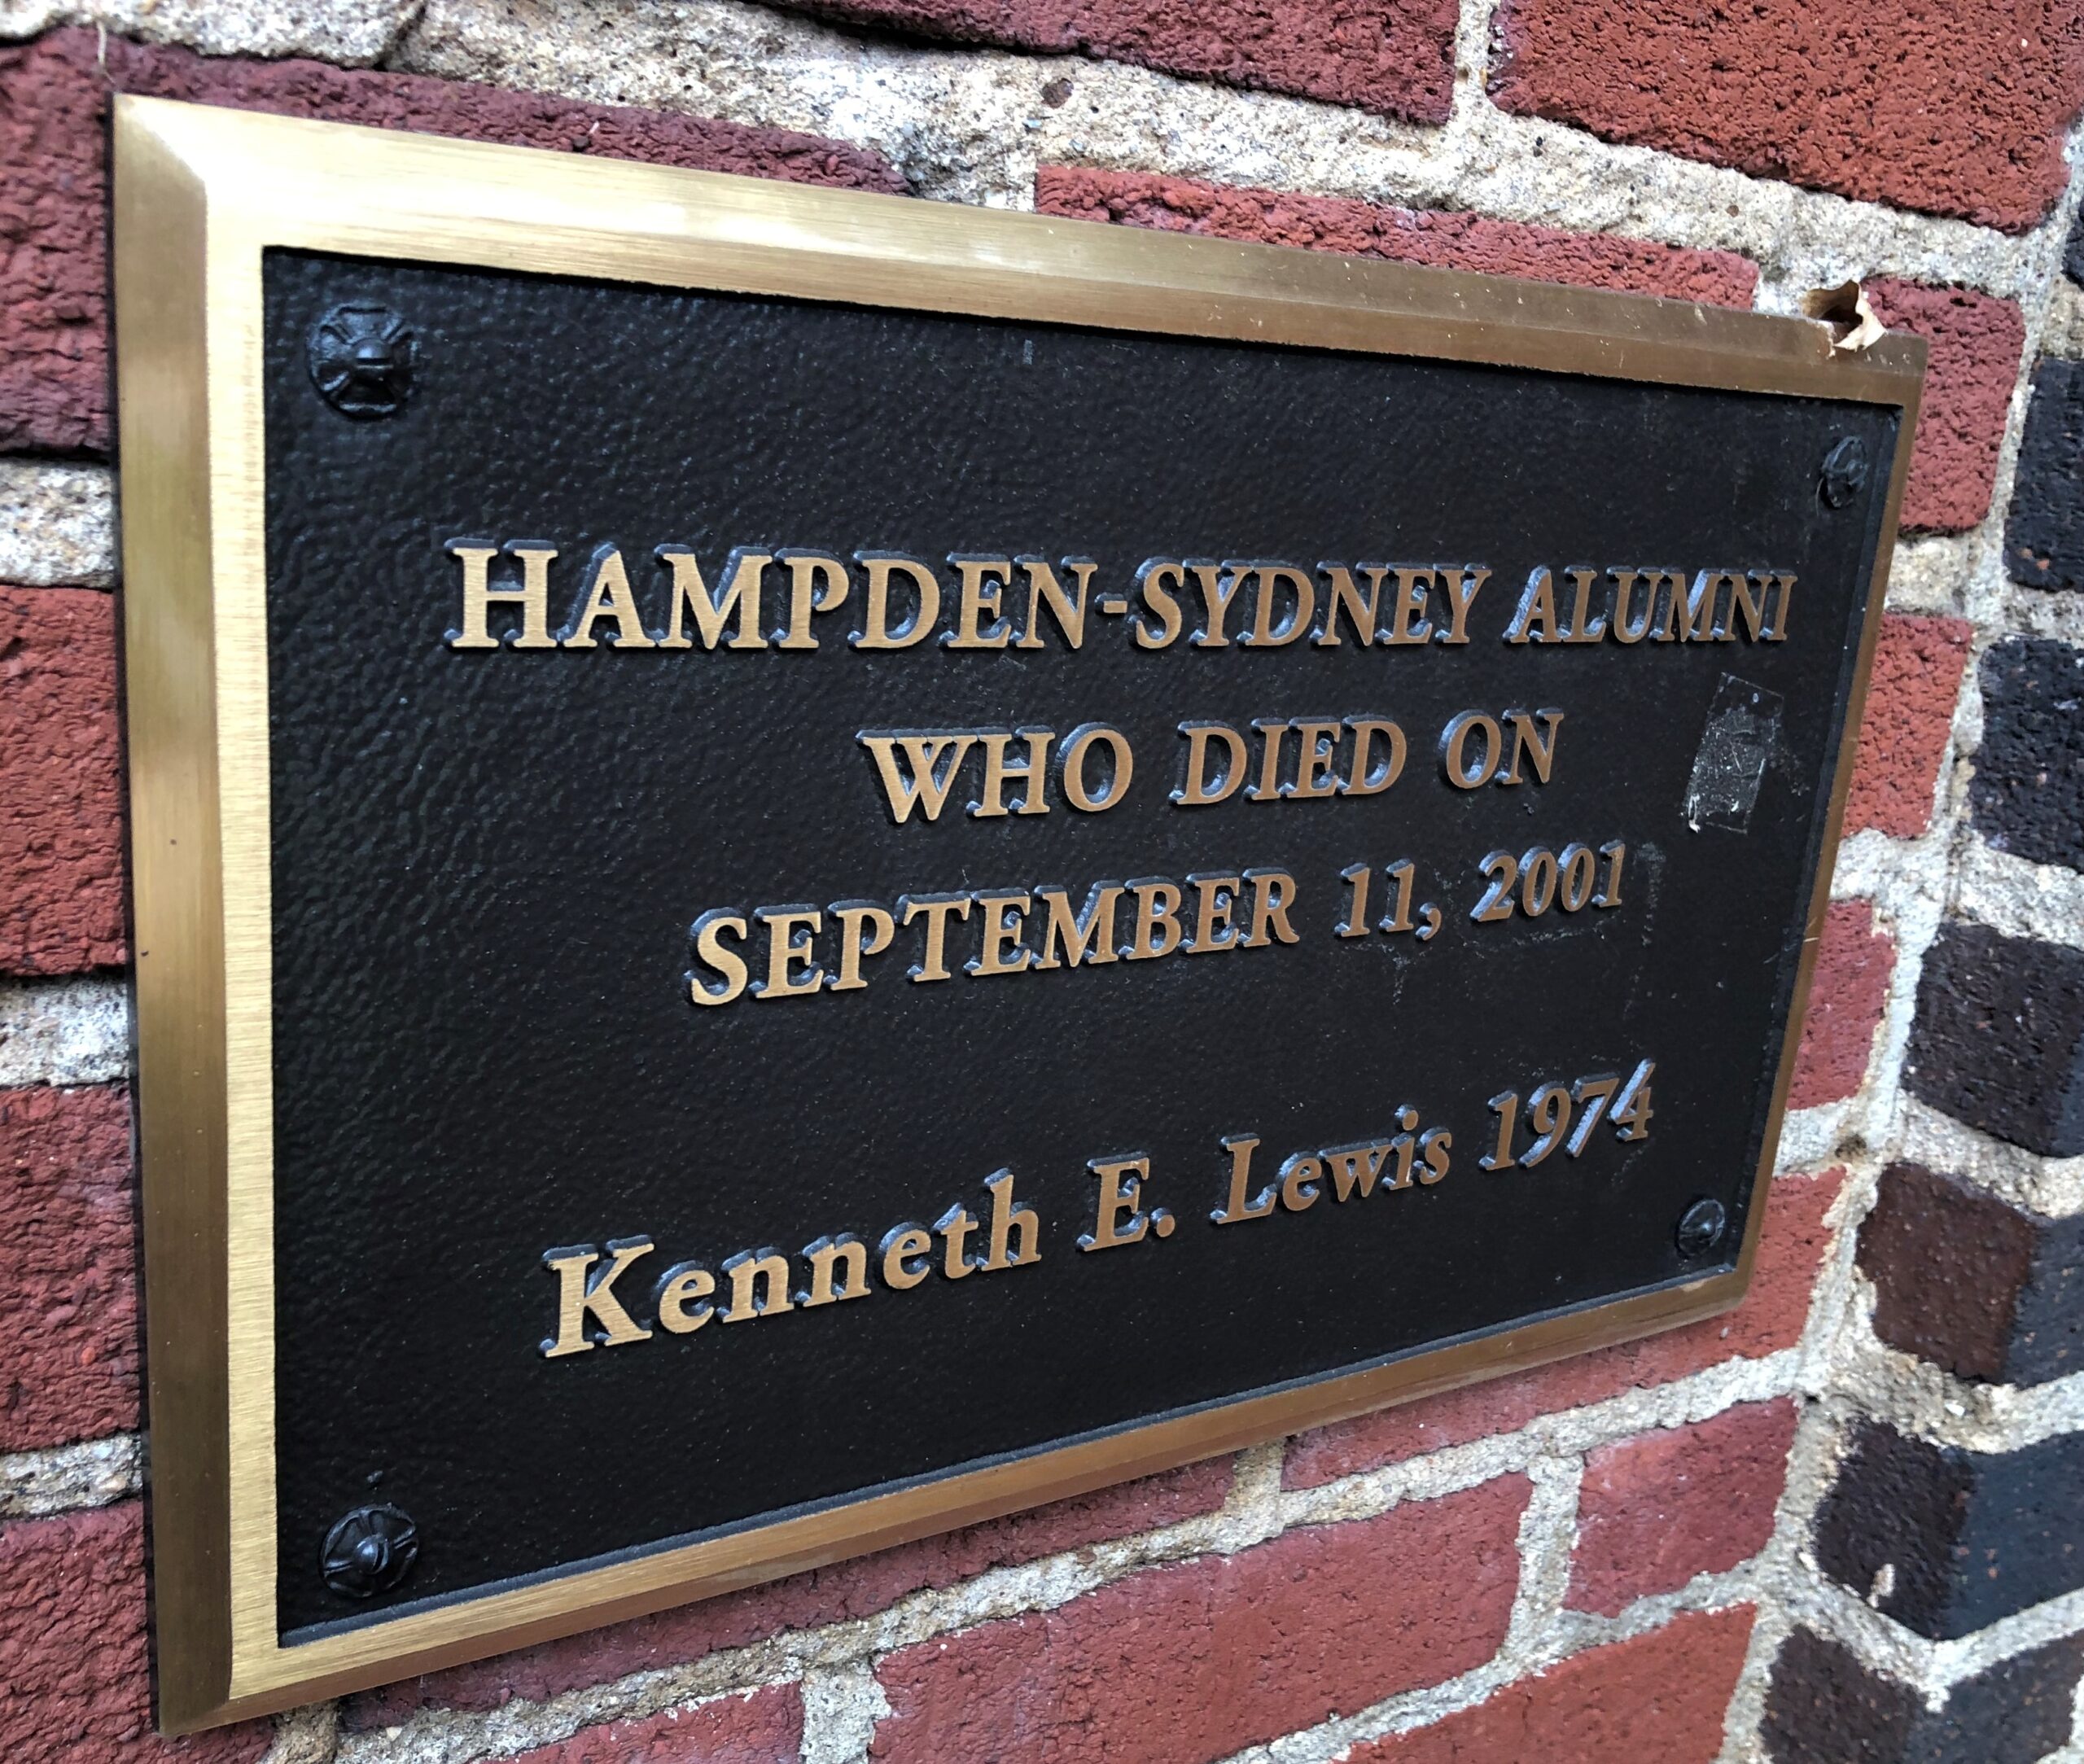 HAMPDEN-SYDNEY ALUMNI
WHO DIED ON
SEPTEMBER 11, 2001
Kenneth E. Lewis 1974